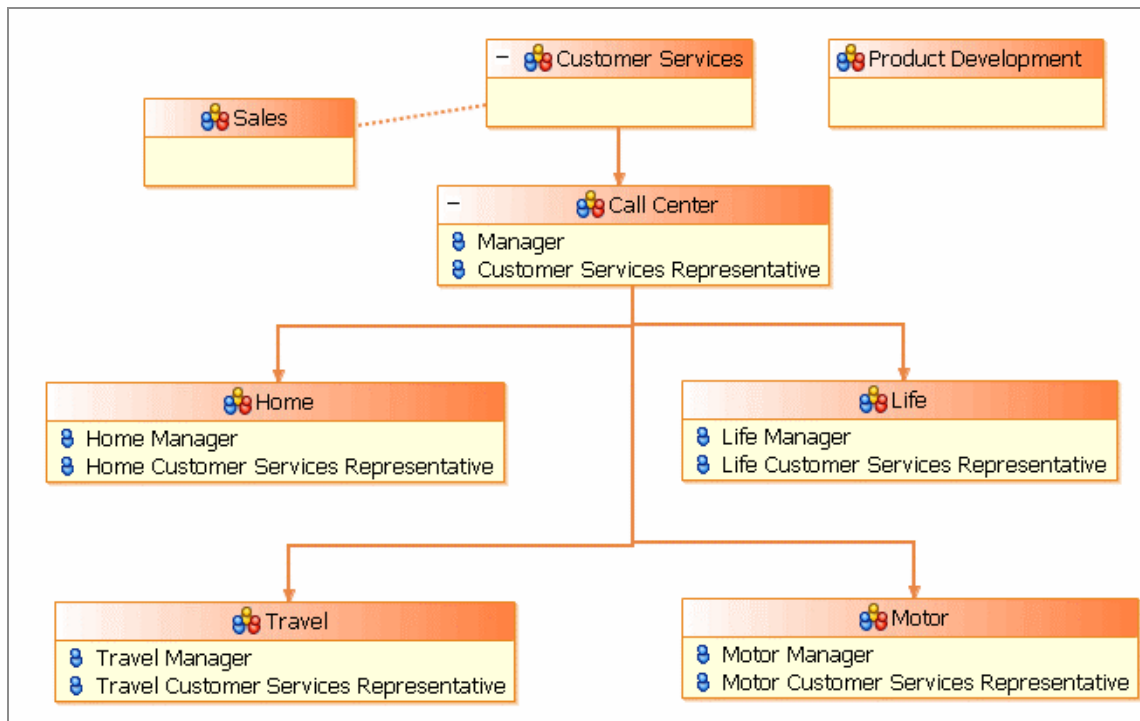 Customer Services
Product Development
Sales
Call Center
Manager
Customer Services Representative
Home
Home Manager
Home Customer Services Representative
Life
Life Manager
Life Customer Services Representative
Travel
Travel Manager
Travel Customer Services Representative
Motor
Motor Manager
Motor Customer Services Representative